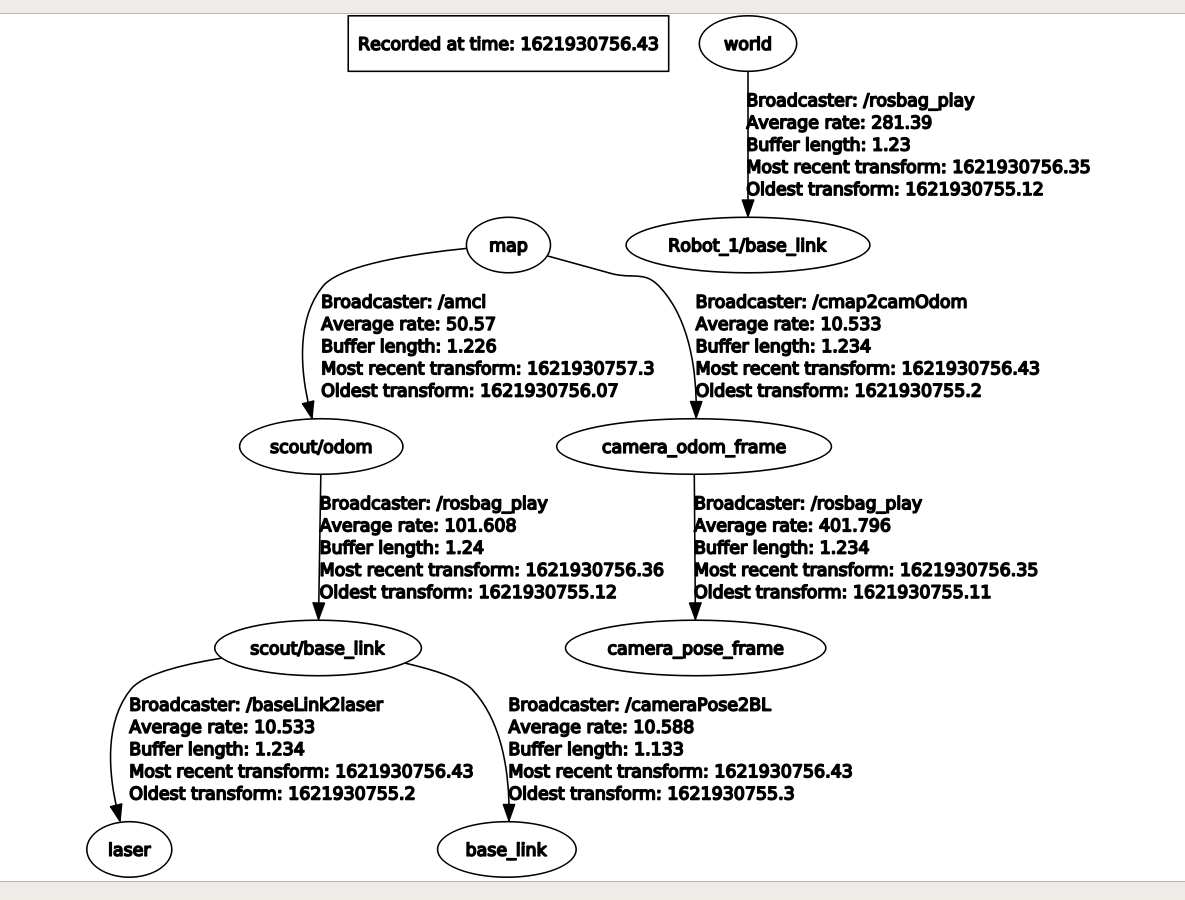 Recorded at time: 1621930756.43
world
Broadcaster: /rosbag_play
Average rate: 281.39
Buffer length: 1.23
Most recent transform: 1621930756.35
Oldest transform: 1621930755.12
map
Robot_1/base_link
Broadcaster: /amcl
Average rate: 50.57
Buffer length: 1.226
Most recent transform: 1621930757.3
Oldest transform: 1621930756.07
Broadcaster: /cmap2camOdom
Average rate: 10.533
Buffer length: 1.234
Most recent transform: 1621930756.43
Oldest transform: 1621930755.2
scout/odom
camera_odom_frame
Broadcaster: /rosbag_play
Average rate: 101.608
Buffer length: 1.24
Most recent transform: 1621930756.36
Oldest transform: 1621930755.12
Broadcaster: /rosbag_play
Average rate: 401.796
Buffer length: 1.234
Most recent transform: 1621930756.35
Oldest transform: 1621930755.11
scout/base_link
camera_pose_frame
Broadcaster: /baseLink2laser
Average rate: 10.533
Buffer length: 1.234
Most recent transform: 1621930756.43
Oldest transform: 1621930755.2
Broadcaster: /cameraPose2BL
Average rate: 10.588
Buffer length: 1.133
Most recent transform: 1621930756.43
Oldest transform: 1621930755.3
laser
base_link